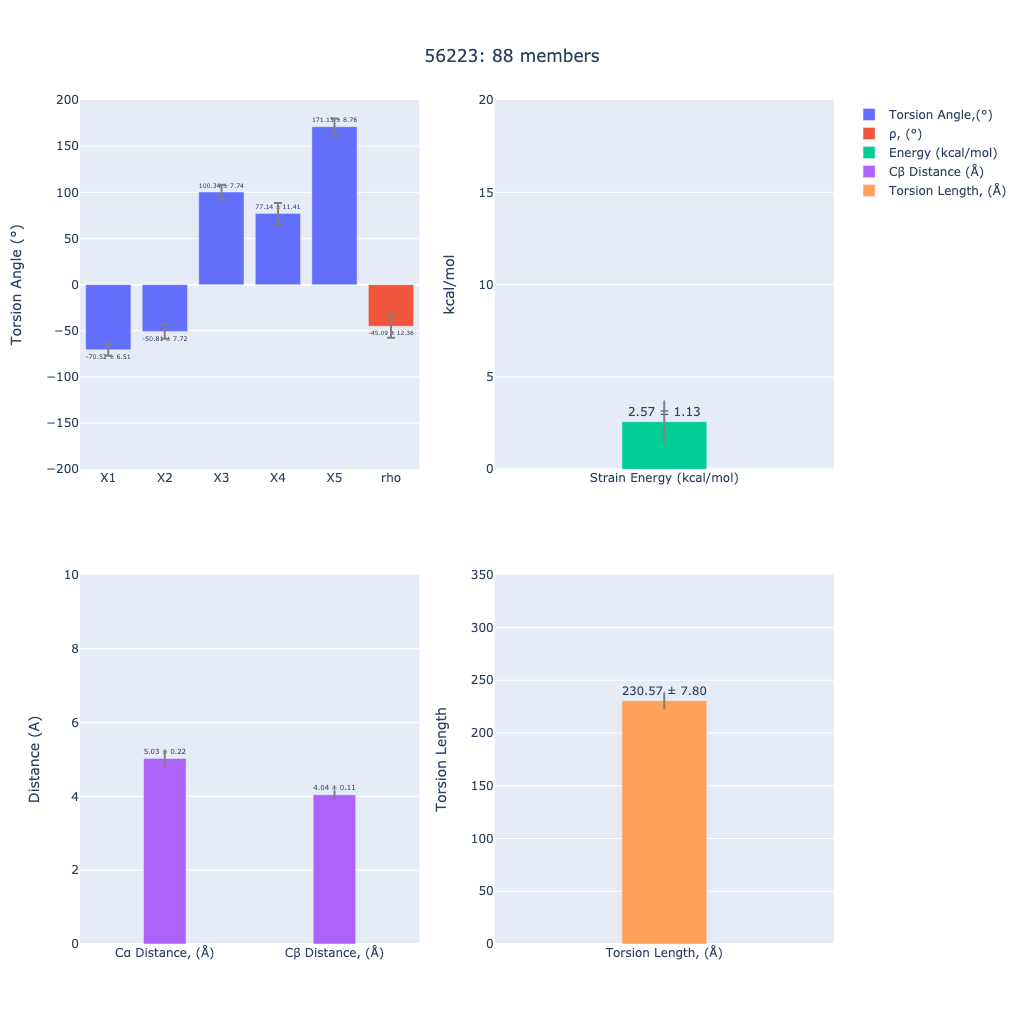 56223: 88 members
200
150
100
50
0
−50
−100
−150
−200
Torsion Angle (°)
-70.52 ± 6.51
-50.81 ± 7.72
100.34 ± 7.74
77.14 ± 11.41
171.13 ± 8.76
-45.09 ± 12.36
X1 X2 X3 X4 X5 rho
20
15
10
5
0
kcal/mol
2.57 ± 1.13
Strain Energy (kcal/mol)
Torsion Angle,(°)
ρ, (°)
Energy (kcal/mol)
Cβ Distance (Å)
Torsion Length, (Å)
10
8
6
4
2
0
Distance (A)
5.03 ± 0.22
4.04 ± 0.11
Cα Distance, (Å) Cβ Distance, (Å)
350
300
250
200
150
100
50
0
Torsion Length
230.57 ± 7.80
Torsion Length, (Å)